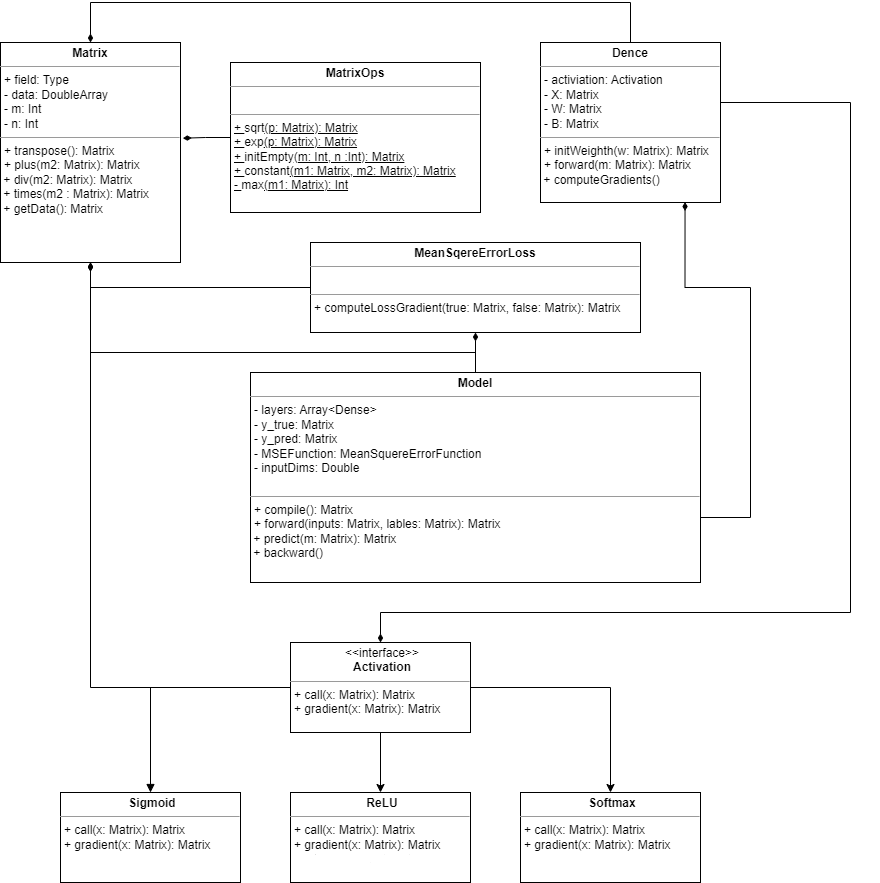 Matrix
+ field: Type
- data: DoubleArray
- m: Int
- n: Int
+ transpose(): Matrix
+ plus(m2: Matrix): Matrix
+ div(m2: Matrix): Matrix
+ times(m2 : Matrix): Matrix
+ getData(): Matrix
MatrixOps
+ sqrt(p: Matrix): Matrix
+ exp(p: Matrix): Matrix
+ initEmpty(m: Int, n :Int): Matrix
+ constant(m1: Matrix, m2: Matrix): Matrix
- max(m1: Matrix): Int
Dence
- activiation: Activation
- X: Matrix
- W: Matrix
- B: Matrix
+ initWeighth(w: Matrix): Matrix
+ forward(m: Matrix): Matrix
+ computeGradients()
MeanSqereErrorLoss
+ computeLossGradient(true: Matrix, false: Matrix): Matrix
Model
- layers: Array<Dense>
- y_true: Matrix
- y_pred: Matrix
- MSEFunction: MeanSquereErrorFunction
- inputDims: Double
+ compile(): Matrix
+ forward(inputs: Matrix, lables: Matrix): Matrix
+ predict(m: Matrix): Matrix
+ backward()
<<interface>>
Activation
+ call(x: Matrix): Matrix
+ gradient(x: Matrix): Matrix
Sigmoid
+ call(x: Matrix): Matrix
+ gradient(x: Matrix): Matrix
ReLU
+ call(x: Matrix): Matrix
+ gradient(x: Matrix): Matrix
Softmax
+ call(x: Matrix): Matrix
+ gradient(x: Matrix): Matrix